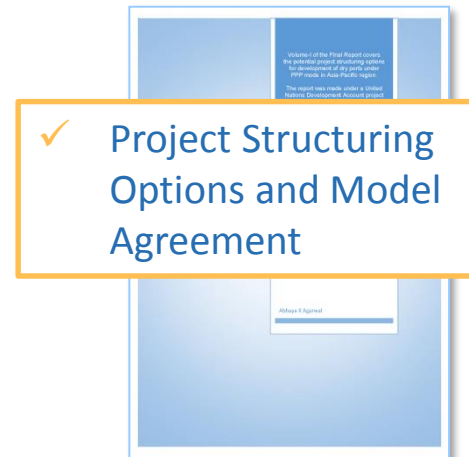 Volume-I of the Final Report covers
the potential project structuring options
for development of dry ports under
PPP mode in Asia-Pacific region.
The report was made under a United
Nations Development Account project
✓ Project Structuring
Options and Model
Agreement
Abhaya K Agarwal